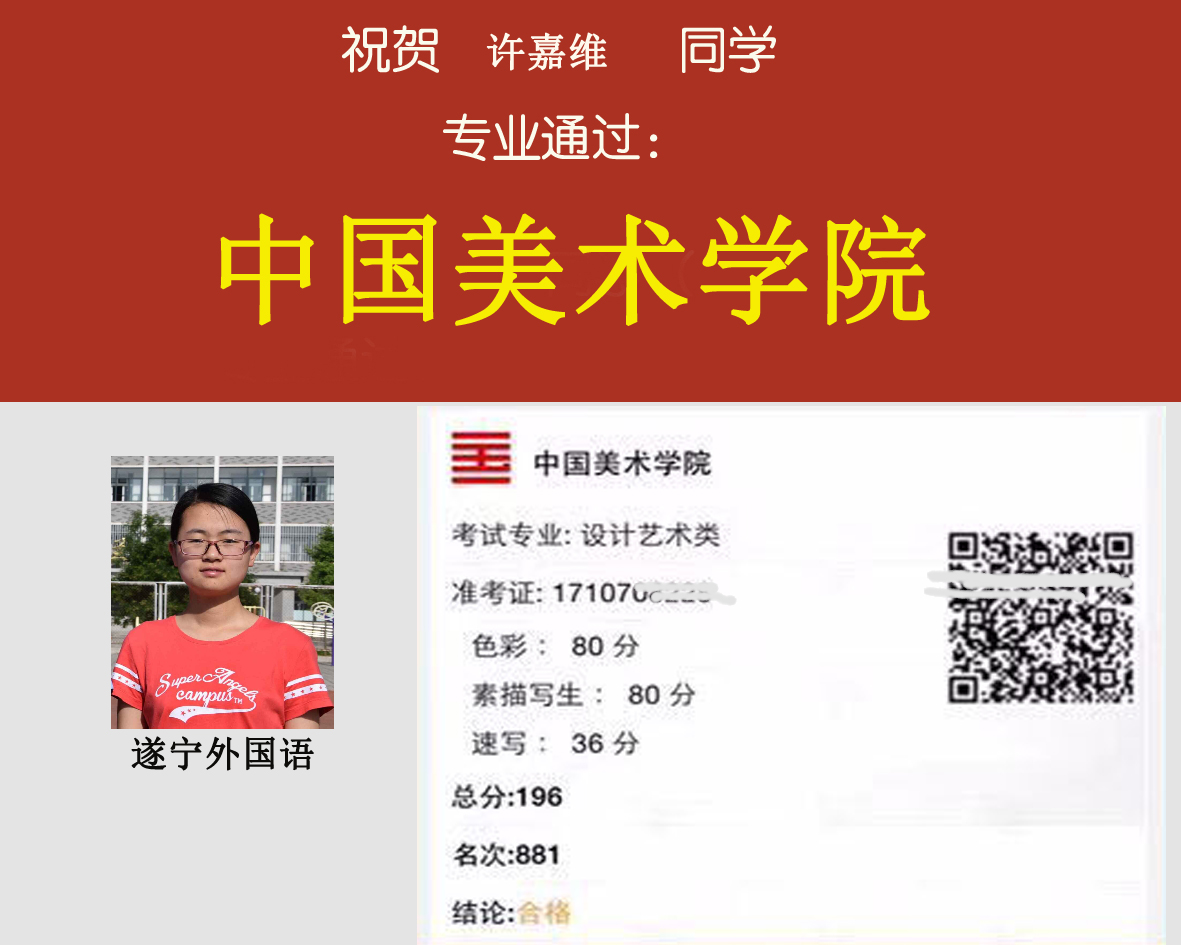 祝贺 许嘉维 同学
专业通过:
中国美术学院
Super Angels
campus TM
遂宁外国语
中国美术学院
考试专业: 设计艺术类
准考证: 17107
色彩: 80 分
素描写生: 80 分
速写: 36 分
总分:196
名次:881
结论:合格